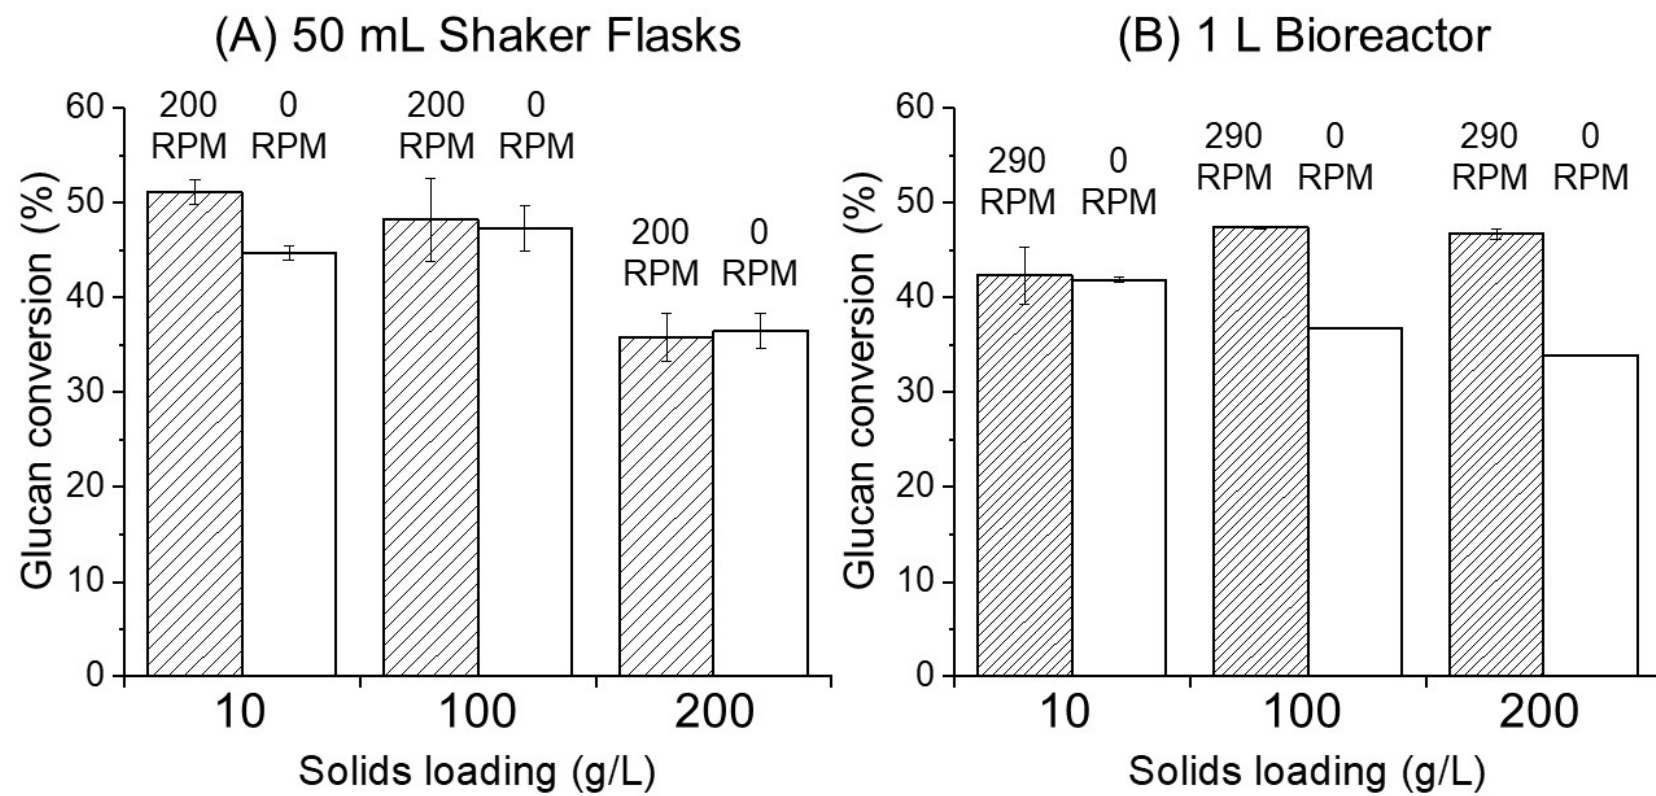 (A) 50 mL Shaker Flasks
Glucan conversion (%)
60
50
40
30
20
10
0
200 RPM
0 RPM
200 RPM
0 RPM
200 RPM
0 RPM
10 100 200
Solids loading (g/L)
(B) 1 L Bioreactor
Glucan conversion (%)
60
50
40
30
20
10
0
290 RPM
0 RPM
290 RPM
0 RPM
290 RPM
0 RPM
10 100 200
Solids loading (g/L)